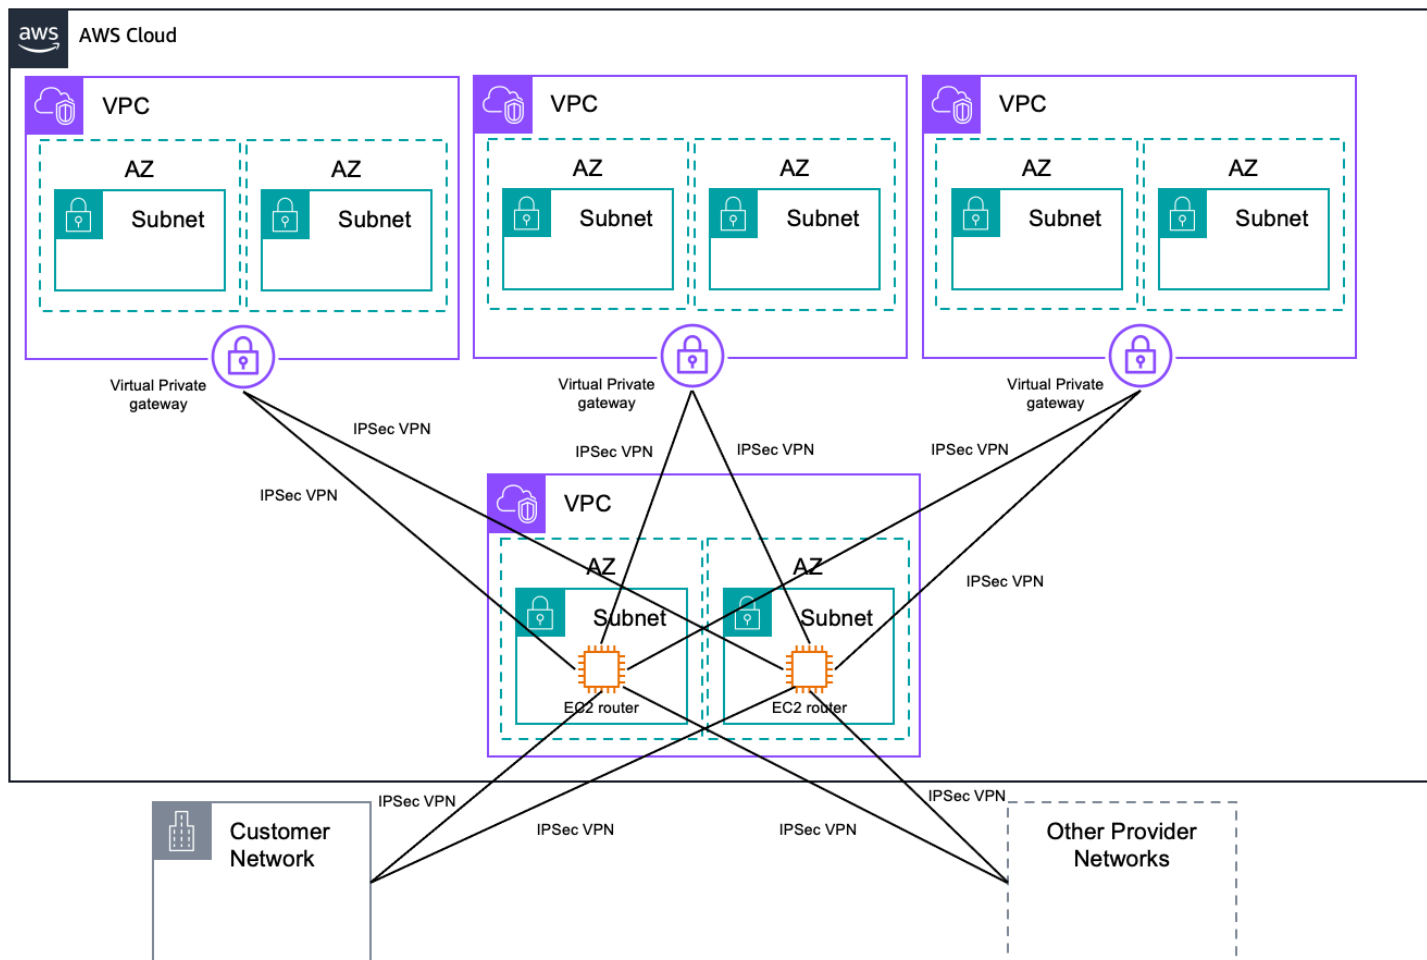 aws
AWS Cloud
VPC
VPC
VPC
AZ
AZ
AZ
AZ
AZ
AZ
Subnet
Subnet
Subnet
Subnet
Subnet
Subnet
Virtual Private
gateway
Virtual Private
gateway
Virtual Private
gateway
IPSec VPN
IPSec VPN
IPSec VPN
IPSec VPN
IPSec VPN
IPSec VPN
VPC
AZ
AZ
Subnet
Subnet
EC2 router
EC2 router
IPSec VPN
IPSec VPN
IPSec VPN
IPSec VPN
Customer
Network
Other Provider
Networks